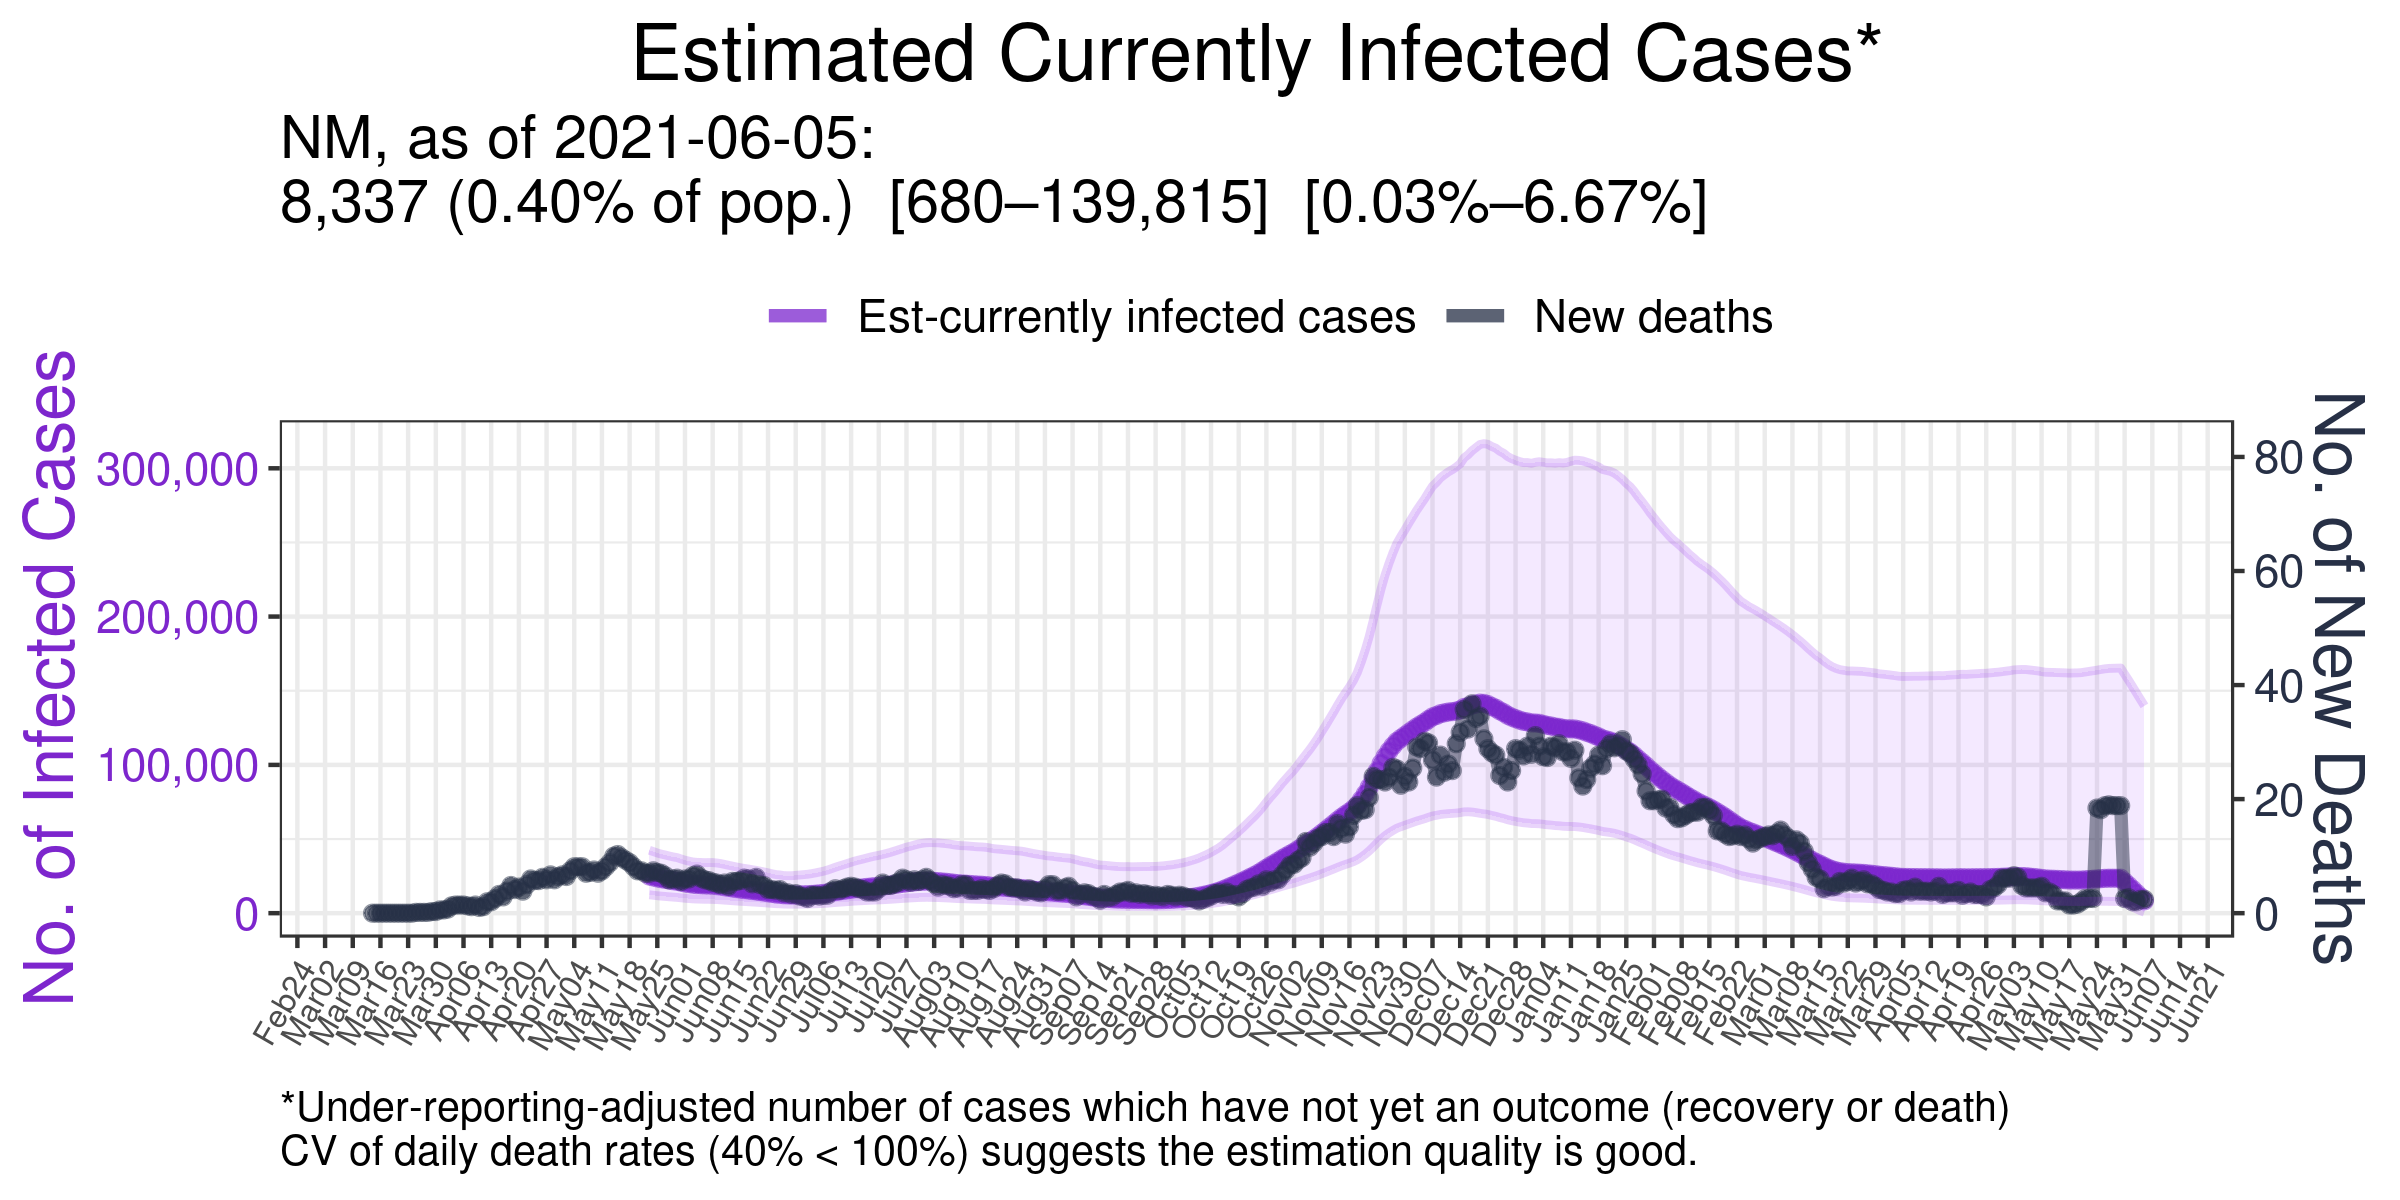 Estimated Currently Infected Cases*
NM, as of 2021-06-05:
8,337 (0.40% of pop.) [680–139,815] [0.03%–6.67%]
Est-currently infected cases New deaths
No. of Infected Cases
300,000
200,000
100,000
0
80
60
40
20
0
No. of New Deaths
Feb24
Mar02
Mar09
Mar16
Mar23
Mar30
Apr06
Apr13
Apr20
Apr27
May04
May11
May18
May25
Jun01
Jun08
Jun15
Jun22
Jun29
Jul06
Jul13
Jul20
Jul27
Aug03
Aug10
Aug17
Aug24
Aug31
Sep07
Sep14
Sep21
Sep28
Oct05
Oct12
Oct19
Oct26
Nov02
Nov09
Nov16
Nov23
Nov30
Dec07
Dec14
Dec21
Dec28
Jan04
Jan11
Jan18
Jan25
Feb01
Feb08
Feb15
Feb22
Mar01
Mar08
Mar15
Mar22
Mar29
Apr05
Apr12
Apr19
Apr26
May03
May10
May17
May24
May31
Jun07
Jun14
Jun21
*Under-reporting-adjusted number of cases which have not yet an outcome (recovery or death)
CV of daily death rates (40% < 100%) suggests the estimation quality is good.